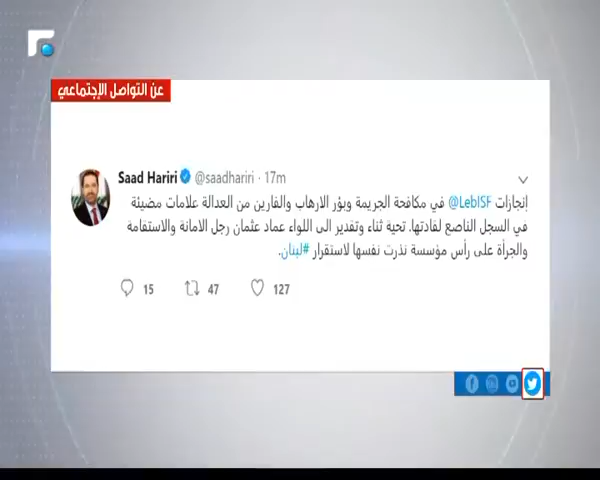 عن التواصل الإجتماعي
Saad Hariri @saadhariri · 17m
إنجازات @LebISF في مكافحة الجريمة وبؤر الارهاب والفارين من العدالة علامات مضيئة
في السجل الناصع لقادتها. تحية ثناء وتقدير الى اللواء عماد عثمان رجل الامانة والاستقامة
والجرأة على رأس مؤسسة نذرت نفسها لاستقرار #لبنان.
15 47 127